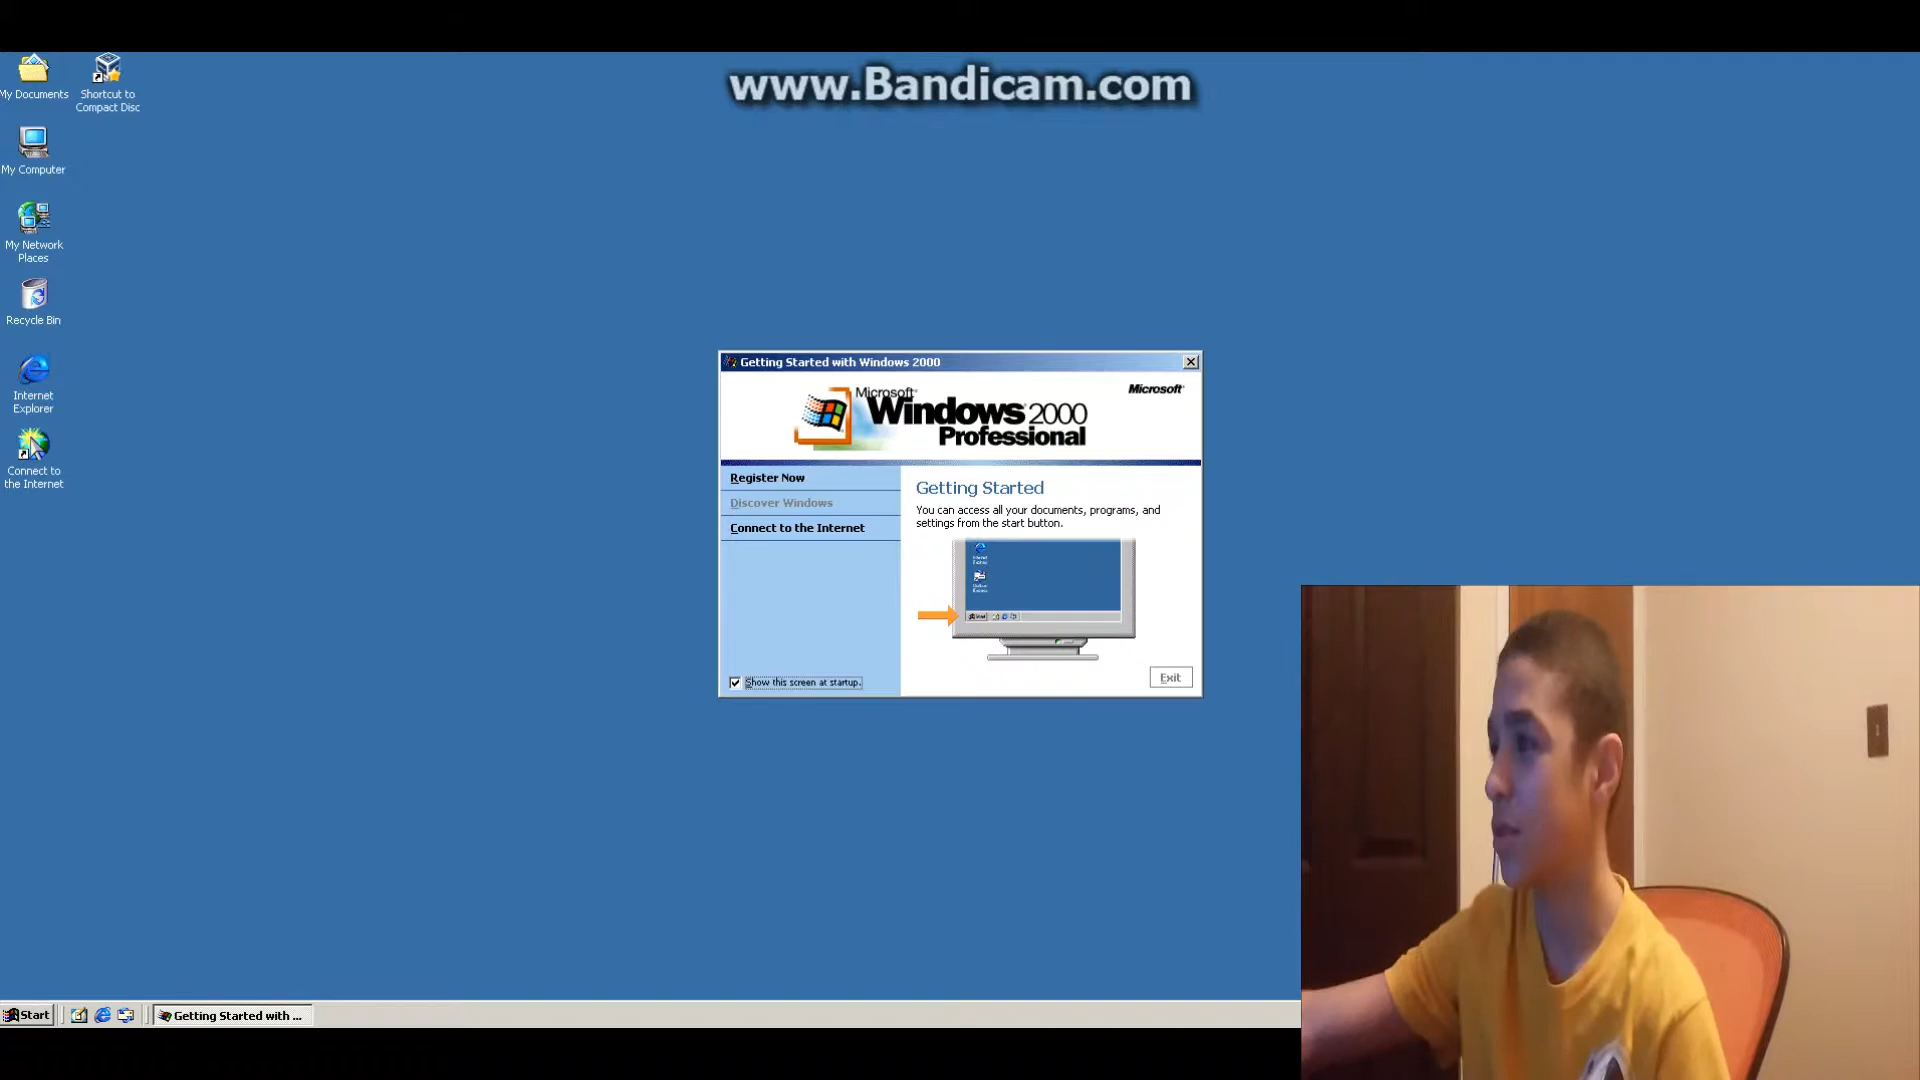 www.Bandicam.com
My Documents
Shortcut to
Compact Disc
My Computer
My Network
Places
Recycle Bin
Internet
Explorer
Connect to
the Internet
Getting Started with Windows 2000
Microsoft
Microsoft
Windows 2000
Professional
Register Now
Discover Windows
Connect to the Internet
Getting Started
You can access all your documents, programs, and
settings from the start button.
Show this screen at startup.
Exit
Start
Getting Started with ...